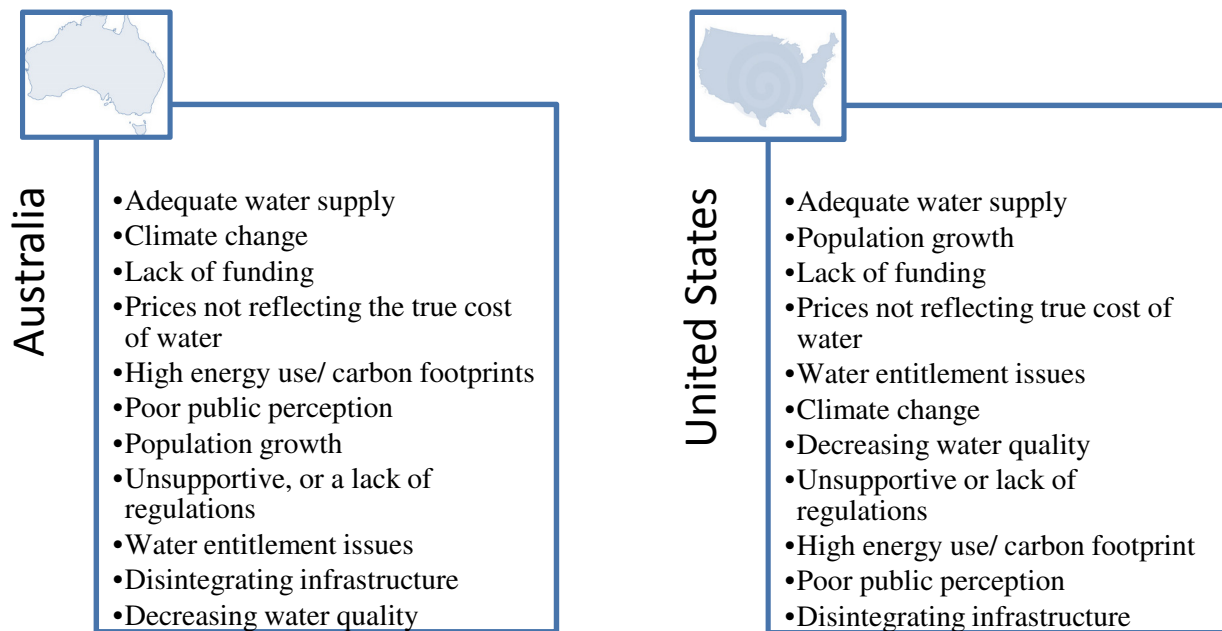 Australia
•Adequate water supply
•Climate change
•Lack of funding
•Prices not reflecting the true cost
of water
•High energy use/ carbon footprints
•Poor public perception
•Population growth
•Unsupportive, or a lack of
regulations
•Water entitlement issues
•Disintegrating infrastructure
•Decreasing water quality
United States
•Adequate water supply
•Population growth
•Lack of funding
•Prices not reflecting true cost of
water
•Water entitlement issues
•Climate change
•Decreasing water quality
•Unsupportive or lack of
regulations
•High energy use/ carbon footprint
•Poor public perception
•Disintegrating infrastructure